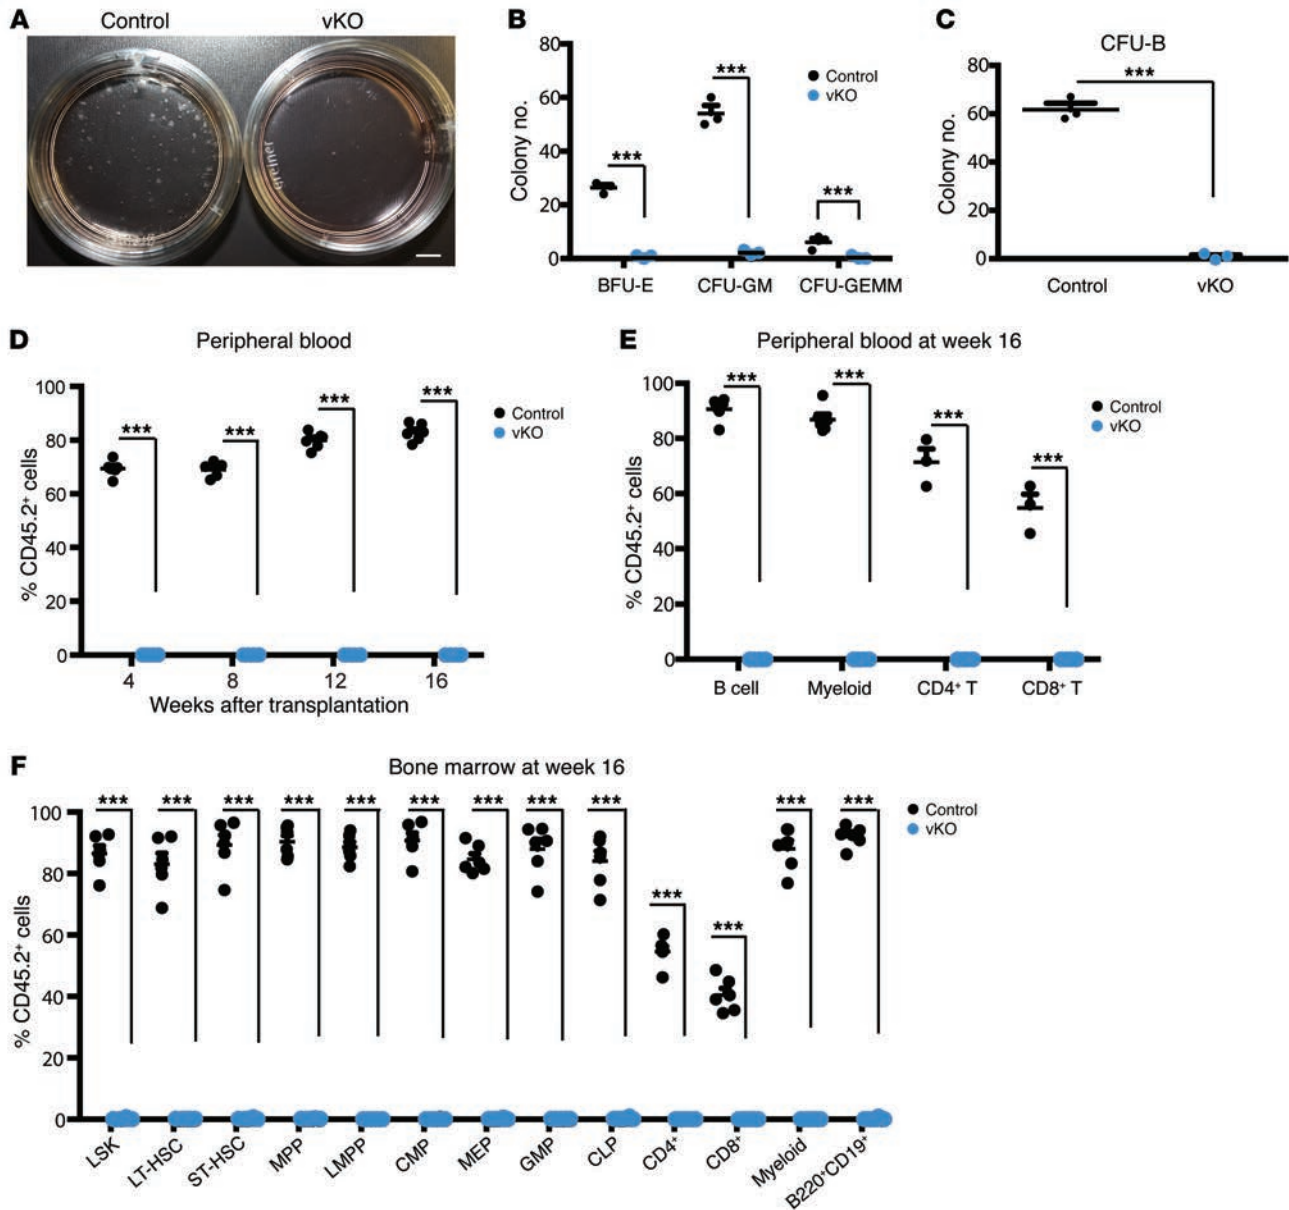 A
Control vKO
greiner
B
80
60
40
20
0
Colony no.
***
***
***
Control
vKO
BFU-E CFU-GM CFU-GEMM
C
CFU-B
80
60
40
20
0
Colony no.
***
Control vKO
D
Peripheral blood
100
80
60
40
20
0
% CD45.2⁺ cells
*** *** *** ***
Control
vKO
4 8 12 16
Weeks after transplantation
E
Peripheral blood at week 16
100
80
60
40
20
0
% CD45.2⁺ cells
*** *** *** ***
Control
vKO
B cell Myeloid CD4⁺ T CD8⁺ T
F
Bone marrow at week 16
100
80
60
40
20
0
% CD45.2⁺ cells
*** *** *** *** *** *** *** *** *** *** *** *** ***
Control
vKO
LSK LT-HSC ST-HSC MPP LMPP CMP MEP GMP CLP CD4⁺ CD8⁺ Myeloid B220⁺CD19⁺